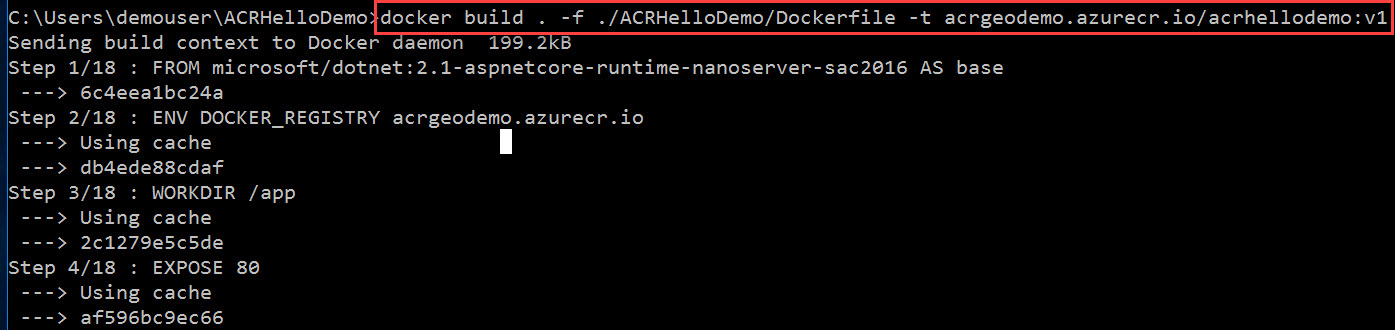 C:\Users\demouser\ACRHelloDemo>docker build . -f ./ACRHelloDemo/Dockerfile -t acrgeodemo.azurecr.io/acrhellodemo:v1
Sending build context to Docker daemon  199.2kB
Step 1/18 : FROM microsoft/dotnet:2.1-aspnetcore-runtime-nanoserver-sac2016 AS base
 ---> 6c4eea1bc24a
Step 2/18 : ENV DOCKER_REGISTRY acrgeodemo.azurecr.io
 ---> Using cache
 ---> db4ede88cdaf
Step 3/18 : WORKDIR /app
 ---> Using cache
 ---> 2c1279e5c5de
Step 4/18 : EXPOSE 80
 ---> Using cache
 ---> af596bc9ec66